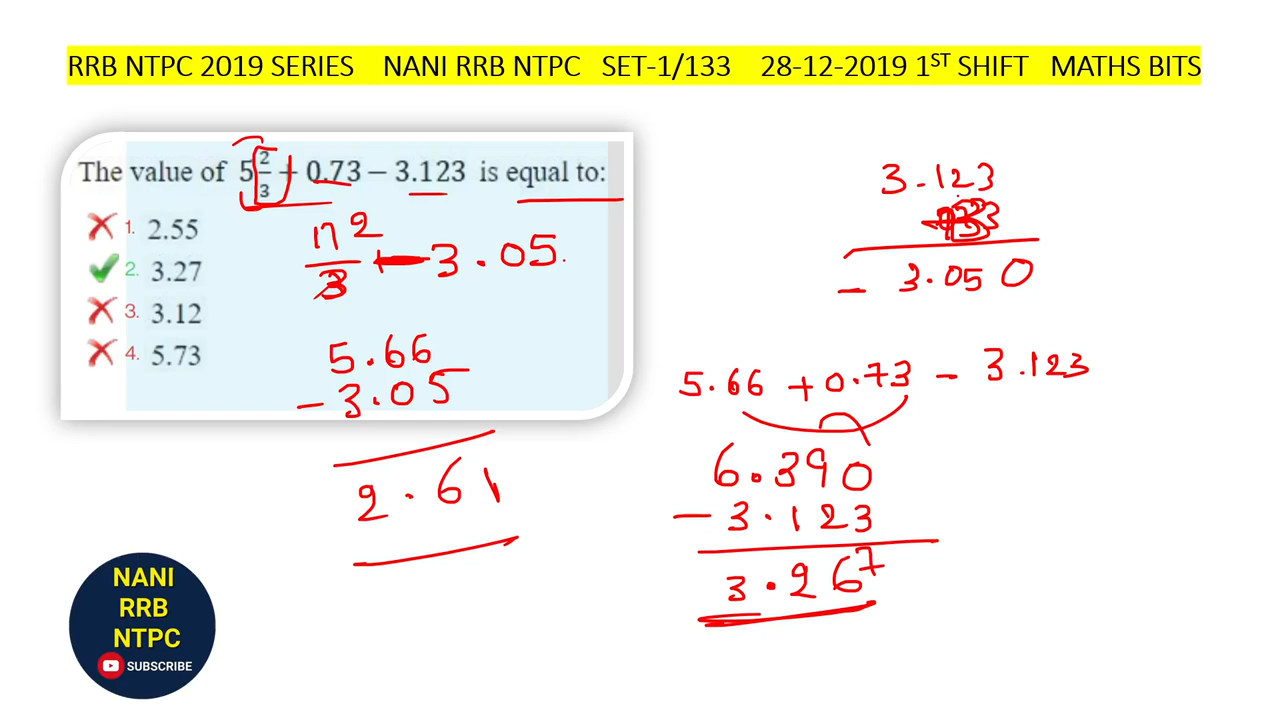 RRB NTPC 2019 SERIES NANI RRB NTPC SET-1/133 28-12-2019 1ST SHIFT MATHS BITS
The value of 5 2/3 + 0.73 − 3.123 is equal to:
1. 2.55
2. 3.27
3. 3.12
4. 5.73
17 2
3 + 3.05.
5.66
- 3.05
2.61
3.123
- 3.050
5.66 + 0.73 - 3.123
6.390
- 3.123
3.267
NANI
RRB
NTPC
SUBSCRIBE